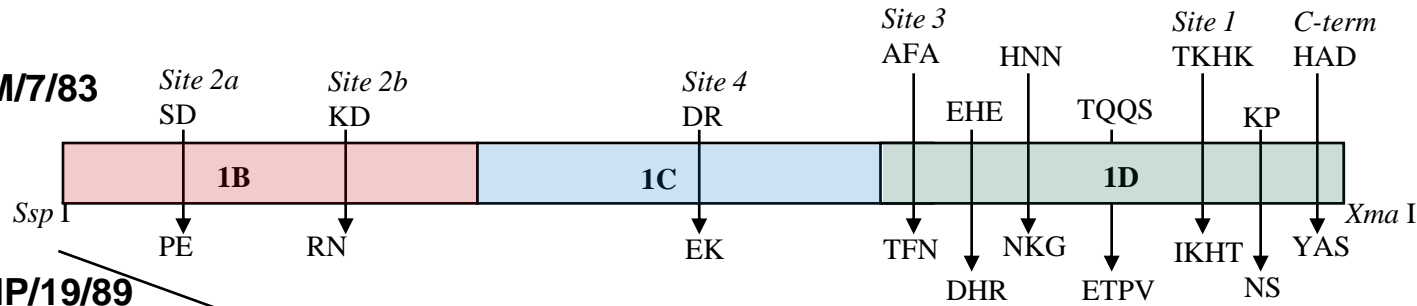 Site 3 Site 1 C-term
AFA HNN TKHK HAD
M/7/83 Site 2a Site 2b Site 4
SD KD DR EHE TQQS KP
1B 1C 1D
Ssp I Xma I
PE RN EK TFN NKG IKHT YAS
/19/89 DHR ETPV NS